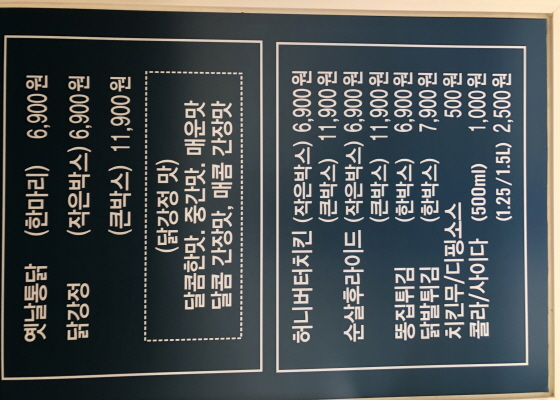 옛날통닭 (한마리) 6,900원
닭강정 (작은박스) 6,900원
(큰박스) 11,900원
(닭강정 맛)
달콤한맛. 중간맛. 매운맛
달콤 간장맛, 매콤 간장맛
허니버터치킨 (작은박스) 6,900원
(큰박스) 11,900원
순살후라이드 (작은박스) 6,900원
(큰박스) 11,900원
똥집튀김 (한박스) 6,900원
닭발튀김 (한박스) 7,900원
치킨무/디핑소스 500원
콜라/사이다 (500ml) 1,000원
(1.25/1.5L) 2,500원